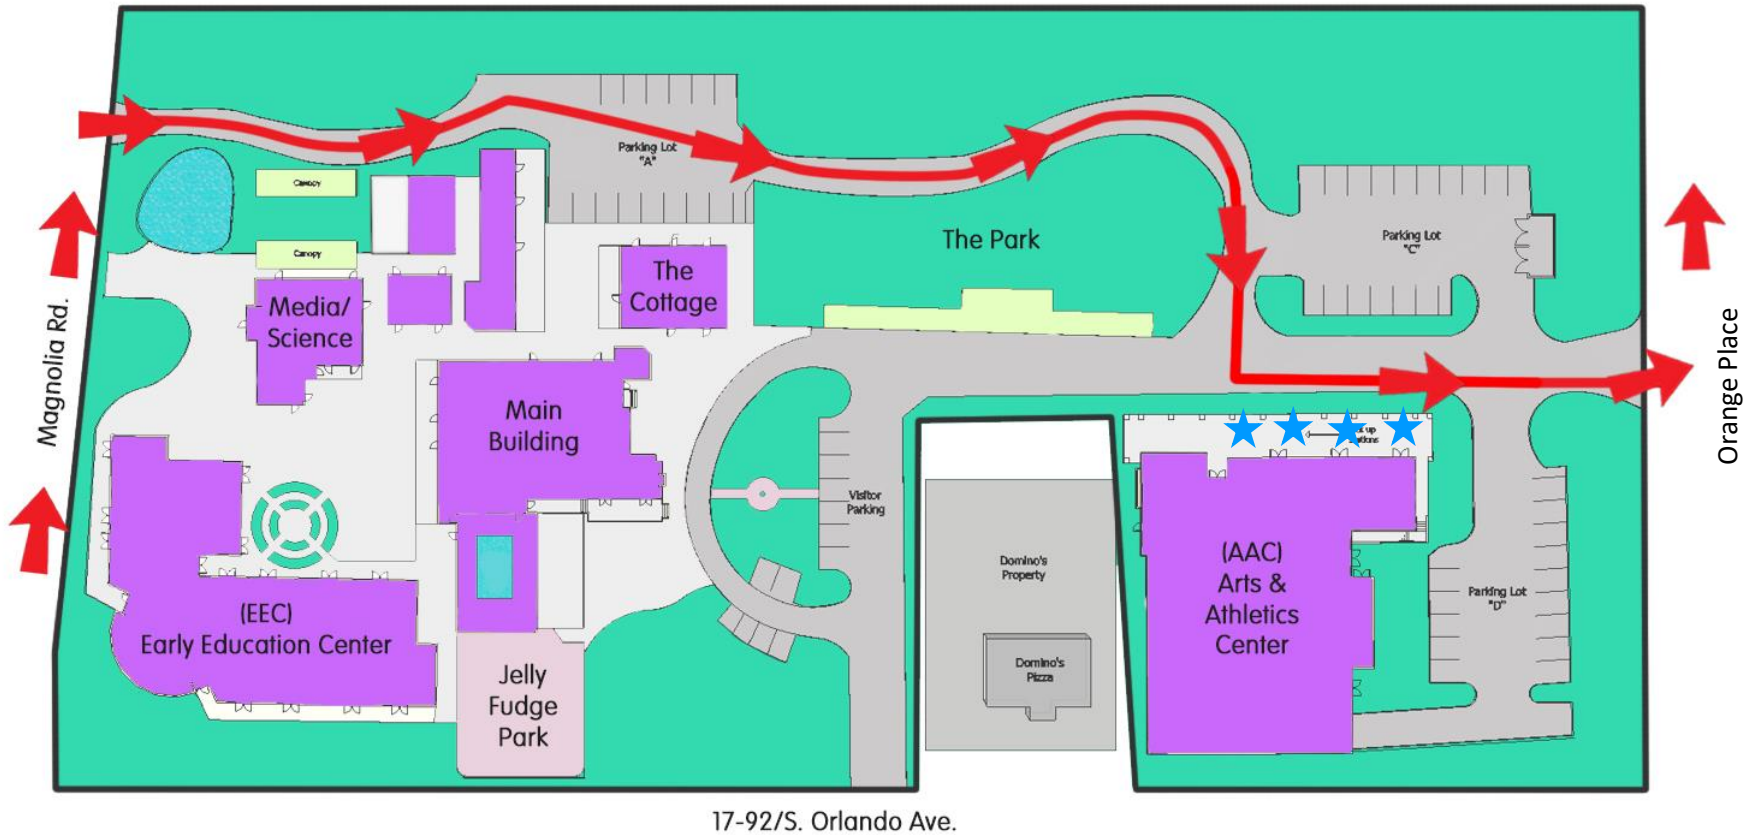 Parking Lot
"A"
Canopy
Canopy
The Park
Parking Lot
"C"
The
Cottage
Media/
Science
Magnolia Rd.
Orange Place
Main
Building
Visitor
Parking
(AAC)
Arts &
Athletics
Center
Domino's
Property
Parking Lot
"D"
(EEC)
Early Education Center
Domino's
Pizza
Jelly
Fudge
Park
17-92/S. Orlando Ave.